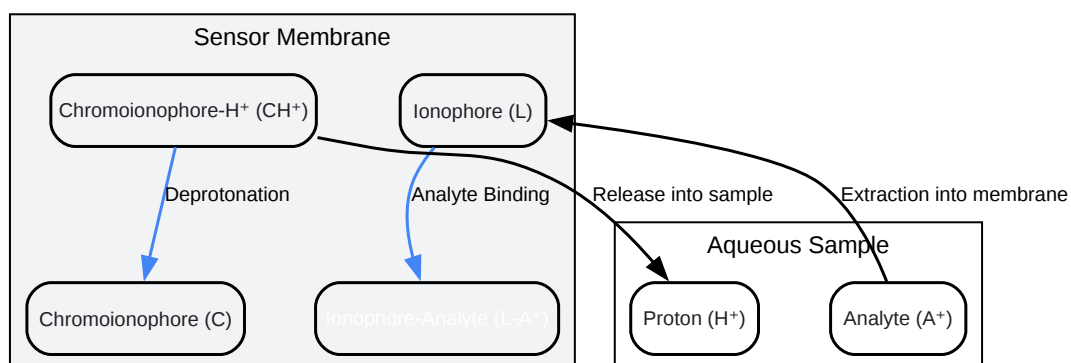 Sensor Membrane
Chromoionophore-H⁺ (CH⁺)
Ionophore (L)
Deprotonation
Analyte Binding
Release into sample
Extraction into membrane
Aqueous Sample
Chromoionophore (C)
Ionophore-Analyte (L-A⁺)
Proton (H⁺)
Analyte (A⁺)